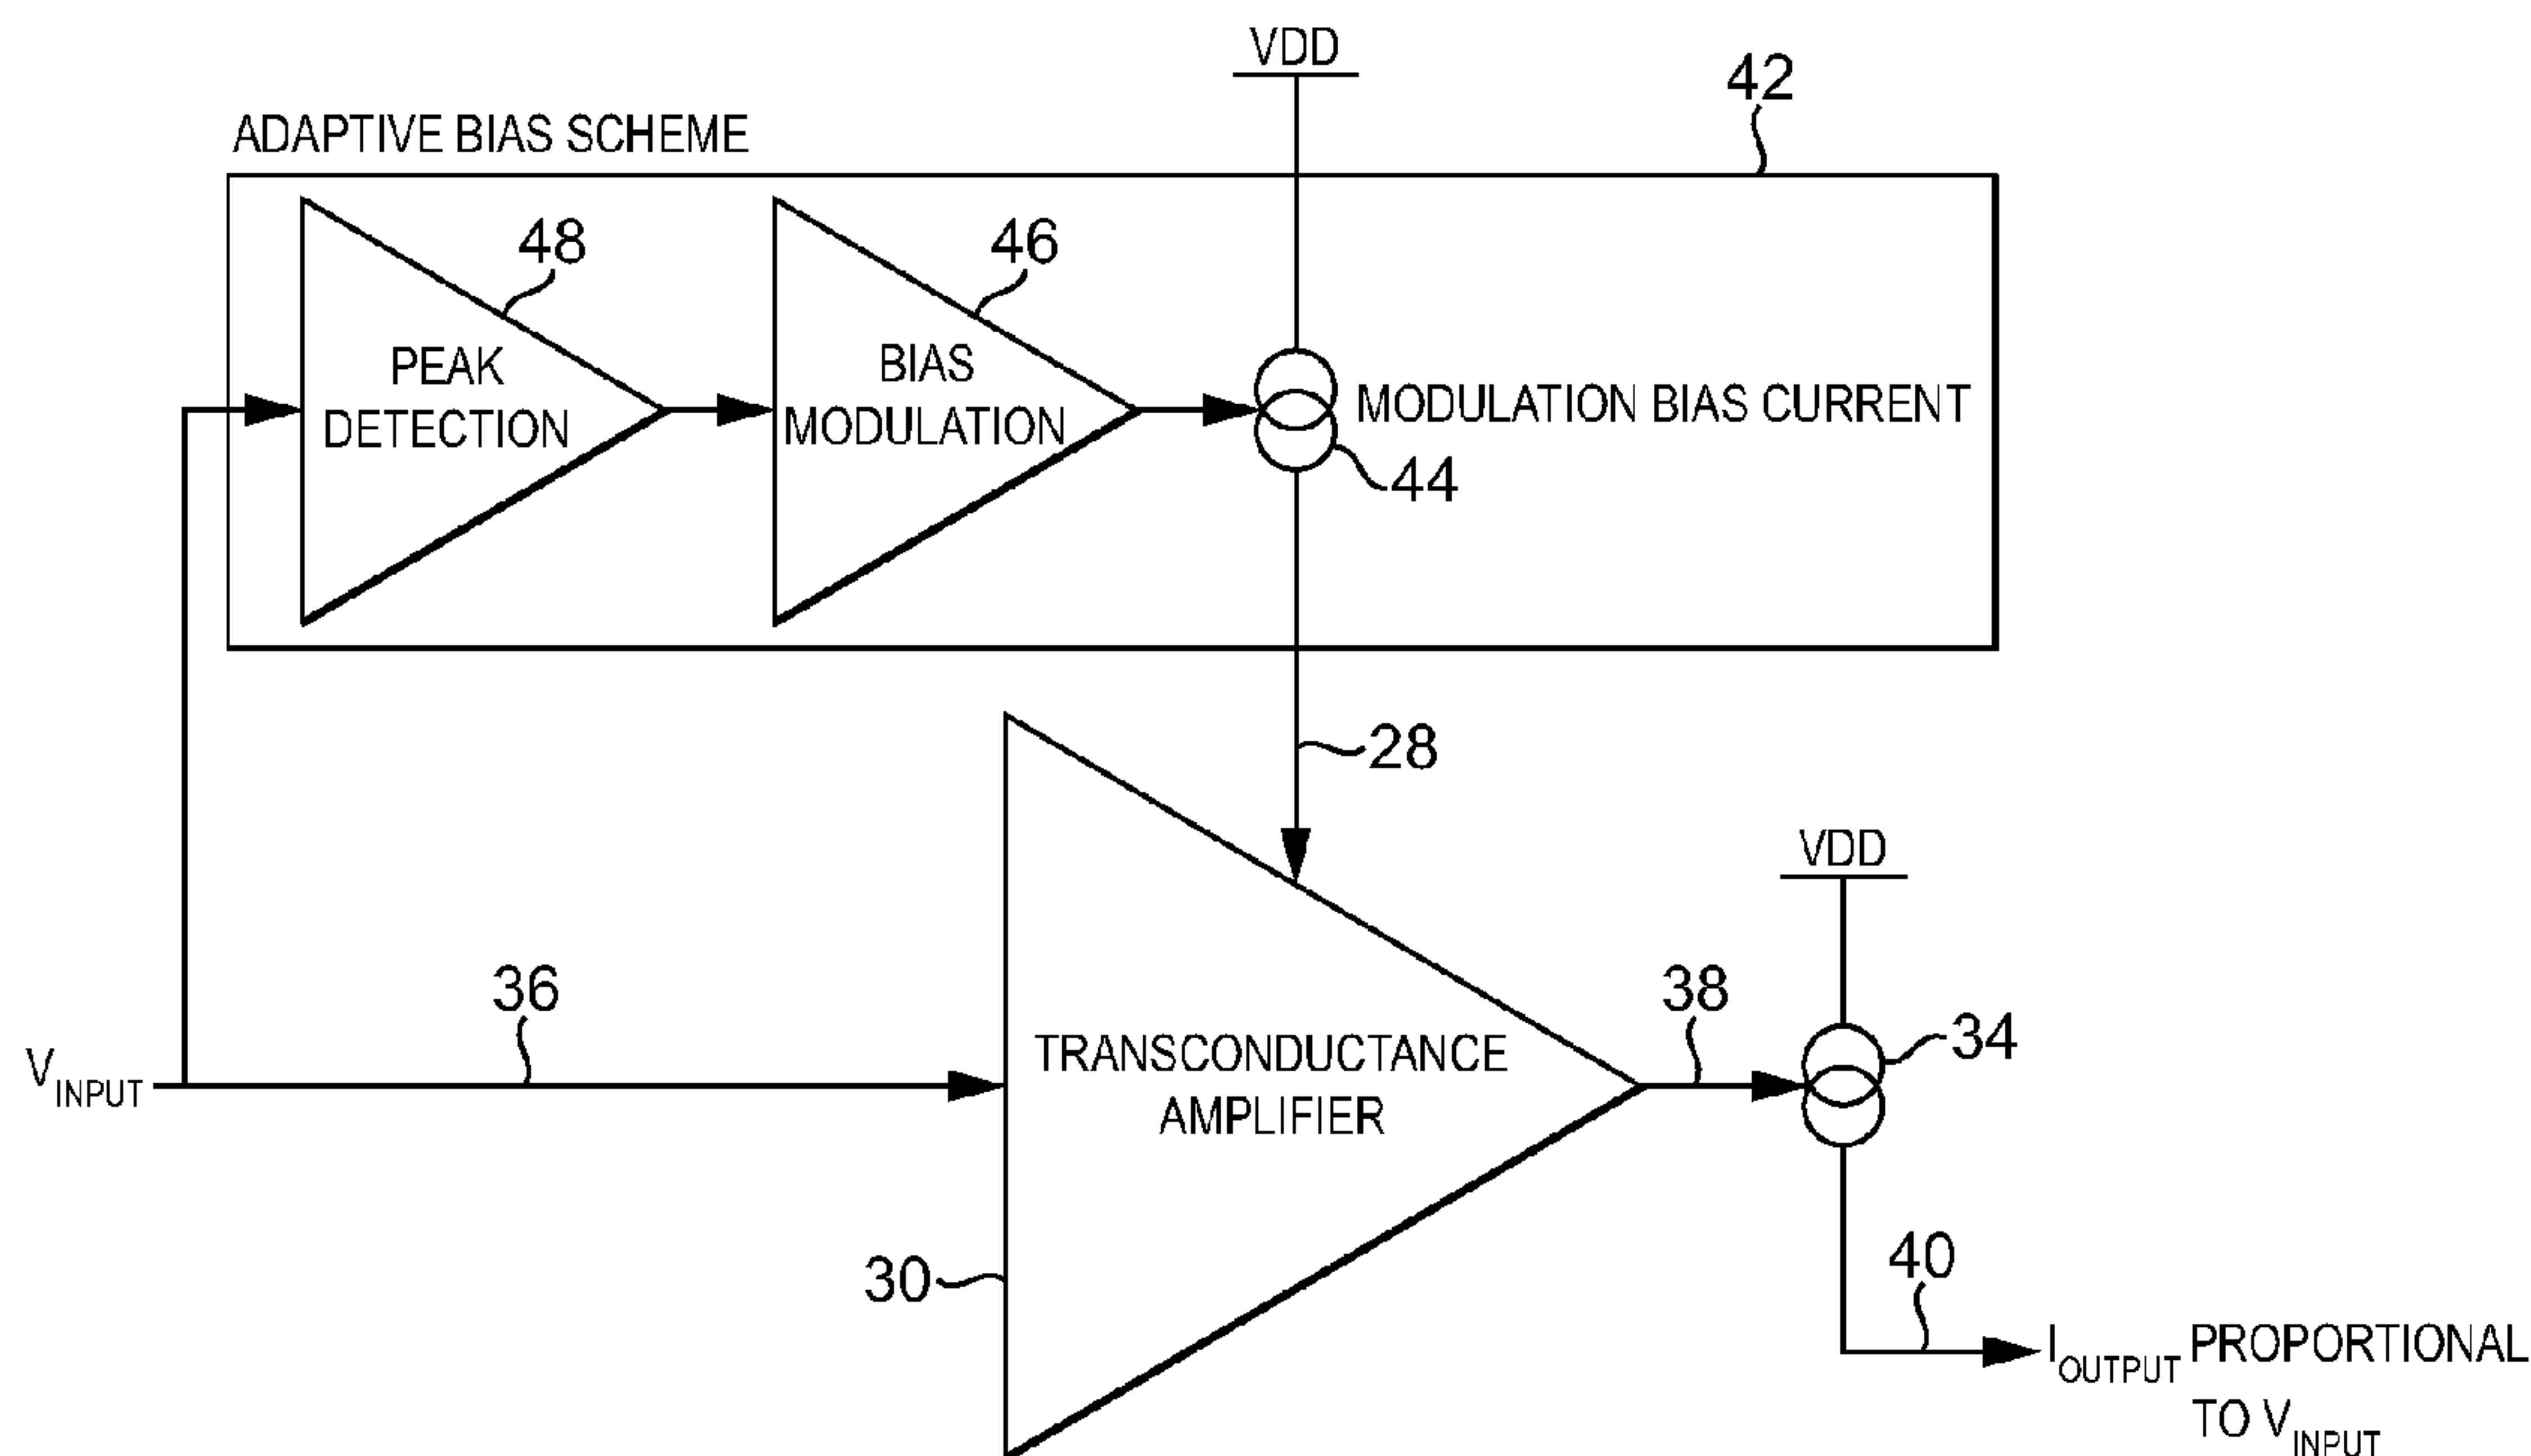 VDD
42
ADAPTIVE BIAS SCHEME
48
46
PEAK
DETECTION
BIAS
MODULATION
MODULATION BIAS CURRENT
44
28
VDD
36
38
34
VINPUT
TRANSCONDUCTANCE
AMPLIFIER
30
40
IOUTPUT PROPORTIONAL
TO VINPUT